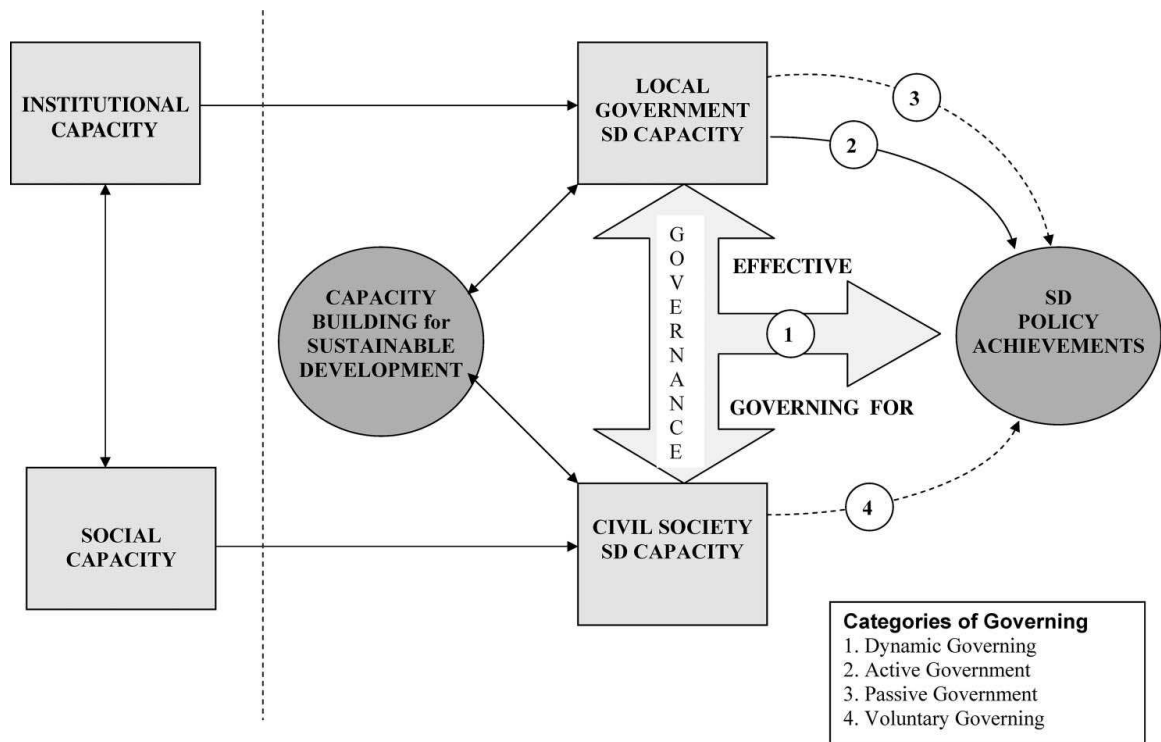 INSTITUTIONAL
CAPACITY
LOCAL
GOVERNMENT
SD CAPACITY
3
2
GOVERNANCE
EFFECTIVE
CAPACITY
BUILDING for
SUSTAINABLE
DEVELOPMENT
1
SD
POLICY
ACHIEVEMENTS
GOVERNING FOR
SOCIAL
CAPACITY
CIVIL SOCIETY
SD CAPACITY
4
Categories of Governing
1. Dynamic Governing
2. Active Government
3. Passive Government
4. Voluntary Governing